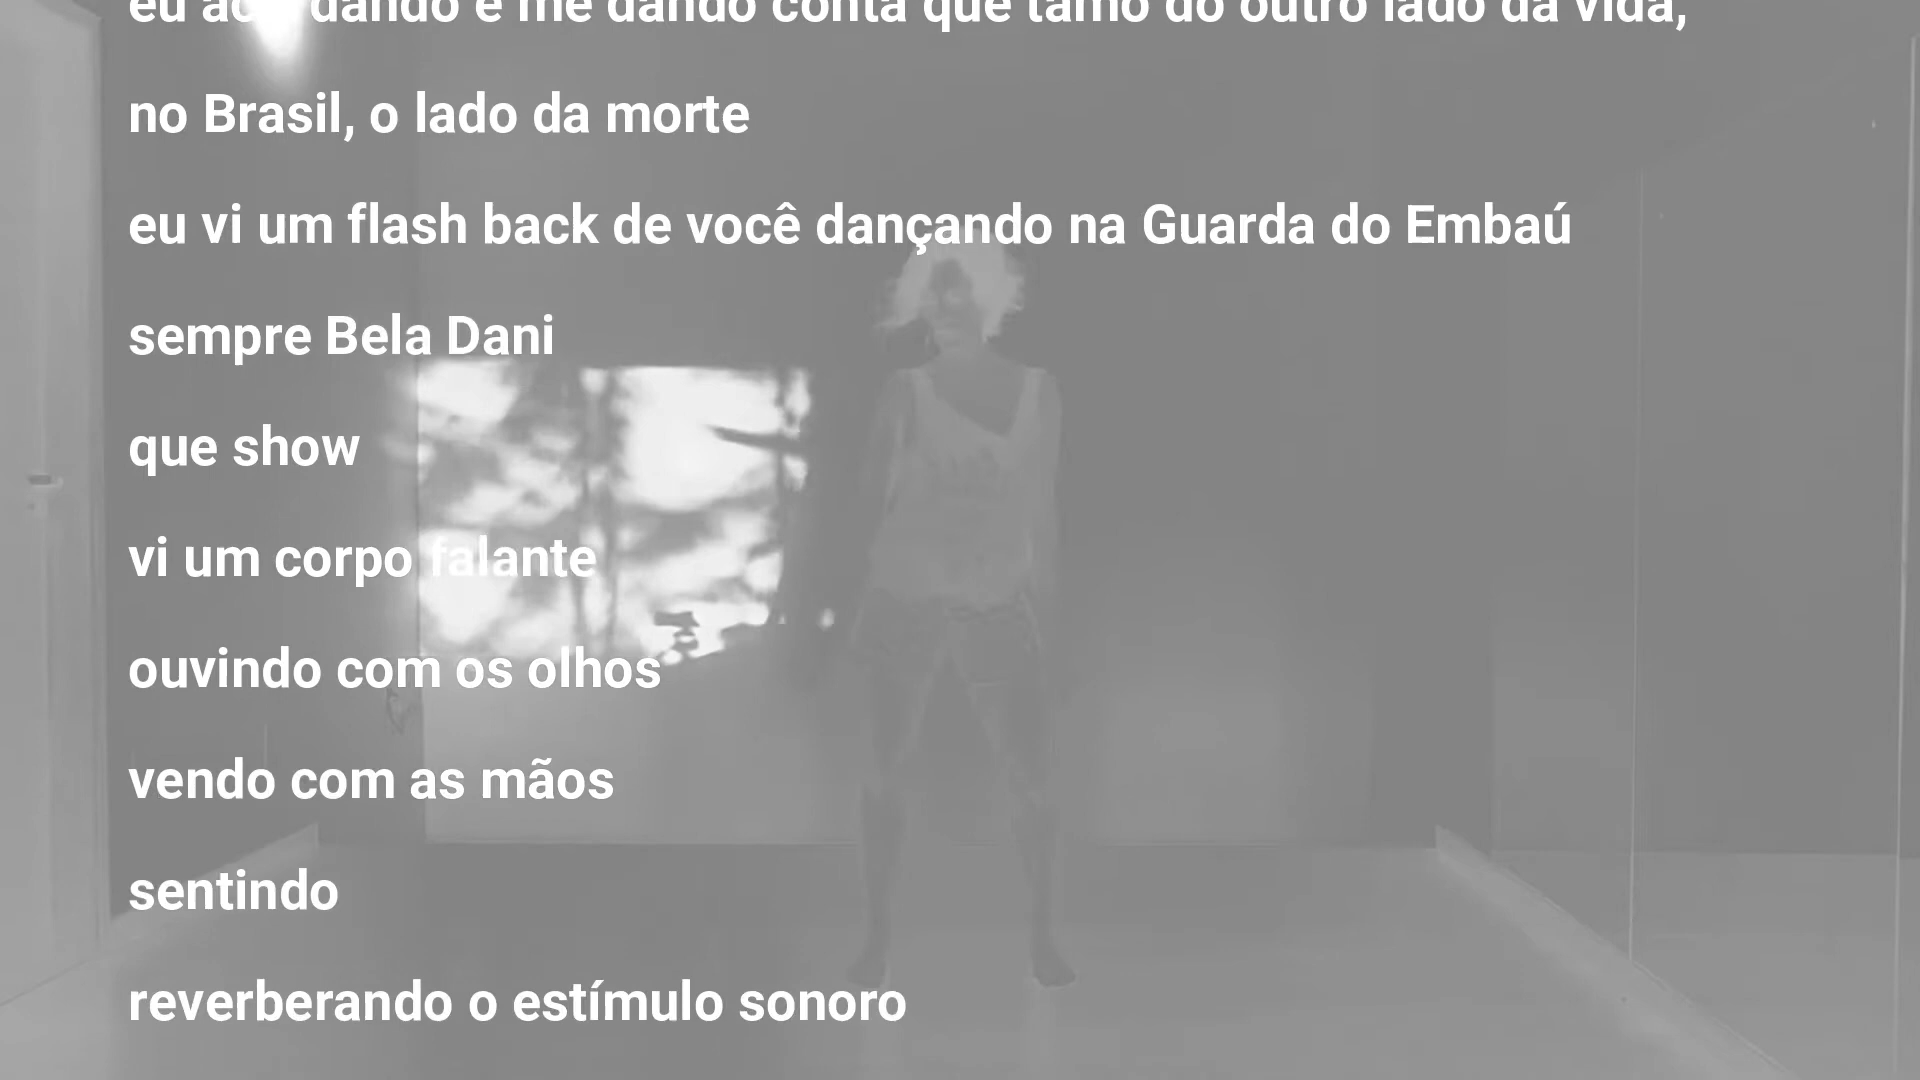 eu acordando e me dando conta que tamo do outro lado da vida,
no Brasil, o lado da morte
eu vi um flash back de você dançando na Guarda do Embaú
sempre Bela Dani
que show
vi um corpo falante
ouvindo com os olhos
vendo com as mãos
sentindo
reverberando o estímulo sonoro